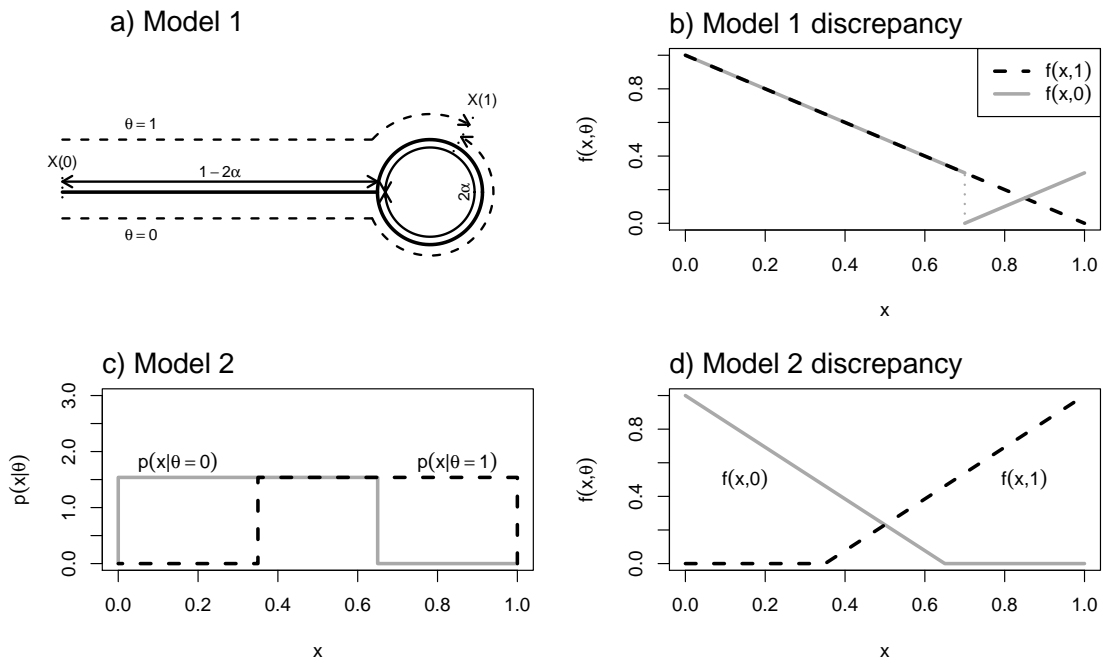 a) Model 1
θ = 1
X(1)
X(0)
1 − 2α
2α
θ = 0
b) Model 1 discrepancy
f(x,θ)
0.0 0.4 0.8
f(x,1)
f(x,0)
0.0 0.2 0.4 0.6 0.8 1.0
x
c) Model 2
p(x|θ)
0.0 1.0 2.0 3.0
p(x|θ = 0)
p(x|θ = 1)
0.0 0.2 0.4 0.6 0.8 1.0
x
d) Model 2 discrepancy
f(x,θ)
0.0 0.4 0.8
f(x,0)
f(x,1)
0.0 0.2 0.4 0.6 0.8 1.0
x